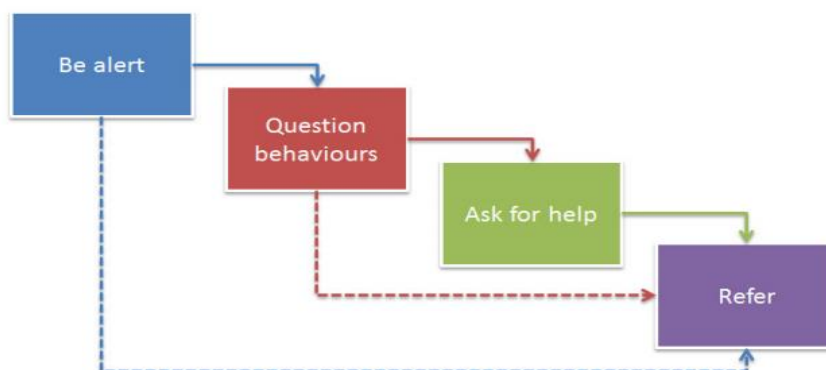 Be alert
Question
behaviours
Ask for help
Refer